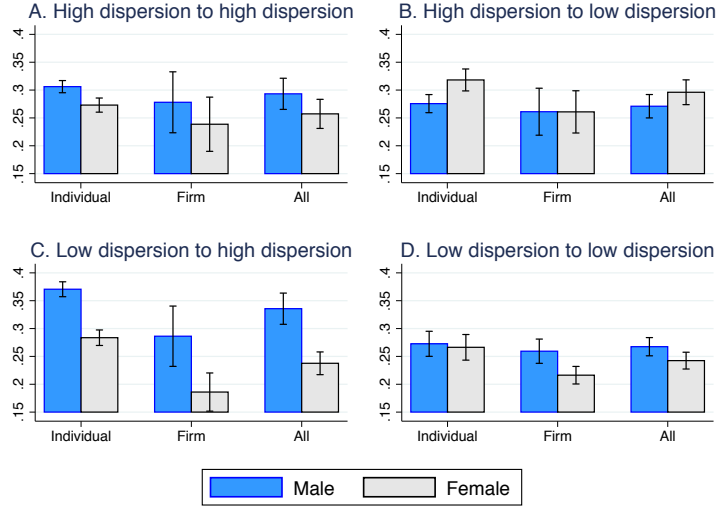 A. High dispersion to high dispersion
.4
.35
.3
.25
.2
.15
Individual Firm All
B. High dispersion to low dispersion
.4
.35
.3
.25
.2
.15
Individual Firm All
C. Low dispersion to high dispersion
.4
.35
.3
.25
.2
.15
Individual Firm All
D. Low dispersion to low dispersion
.4
.35
.3
.25
.2
.15
Individual Firm All
Male Female